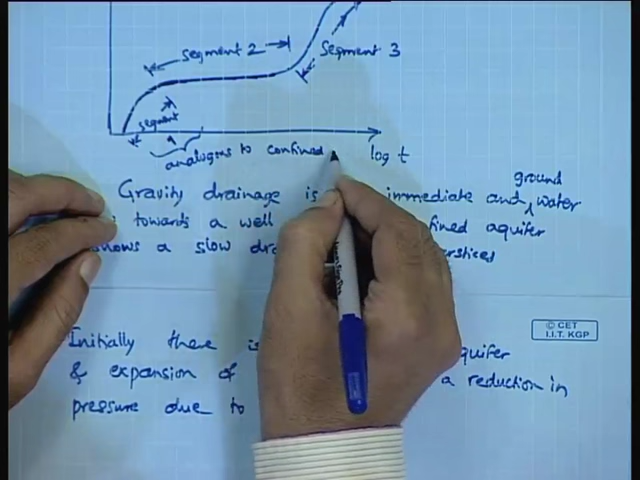 segment 2
segment 3
segment
1
analogous to confined
log t
ground
Gravity drainage is immediate and water
towards a well fined aquifer
shows a slow
Initially there is quifer
& expansion of a reduction in
pressure due to
© CET
I.I.T. KGP